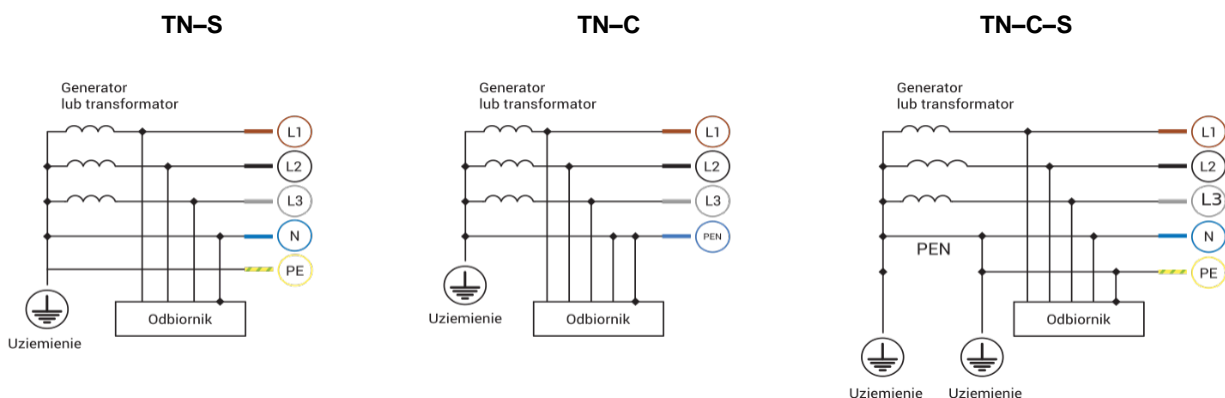 TN–S
Generator
lub transformator
L1
L2
L3
N
PE
Odbiornik
Uziemienie
TN–C
Generator
lub transformator
L1
L2
L3
PEN
Odbiornik
Uziemienie
TN–C–S
Generator
lub transformator
L1
L2
L3
N
PEN
PE
Odbiornik
Uziemienie
Uziemienie